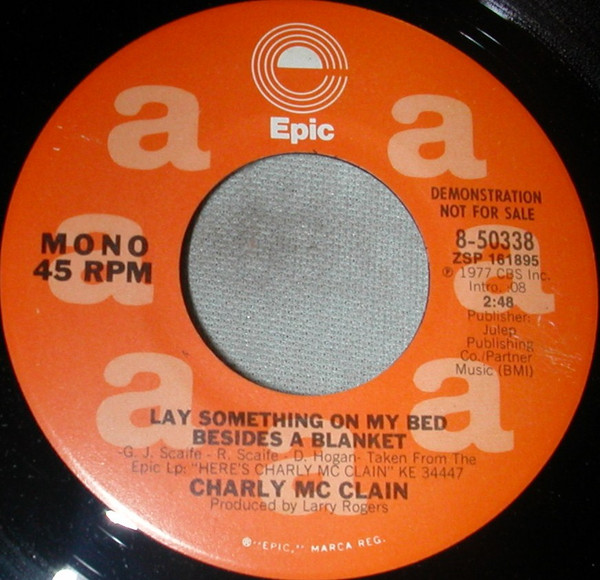 Epic
a a
a a
a a
a
DEMONSTRATION
NOT FOR SALE
MONO
45 RPM
8-50338
ZSP 161895
℗ 1977 CBS Inc.
Intro. :08
2:48
Publisher:
Julep
Publishing
Co./Partner
Music (BMI)
LAY SOMETHING ON MY BED
BESIDES A BLANKET
-G. J. Scaife - R. Scaife - D. Hogan- Taken From The
Epic Lp: "HERE'S CHARLY MC CLAIN" KE 34447
CHARLY MC CLAIN
Produced by Larry Rogers
® "EPIC," MARCA REG.